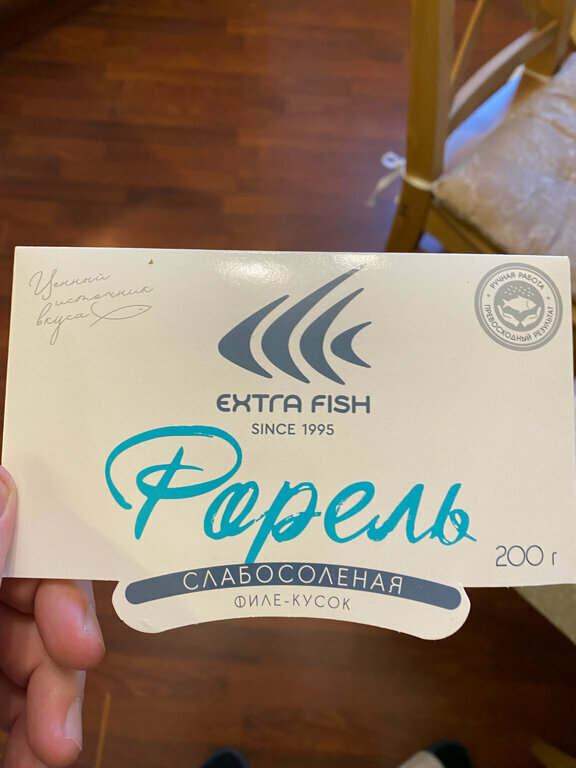 Ценный
источник
вкуса
РУЧНАЯ РАБОТА
ПРЕВОСХОДНЫЙ РЕЗУЛЬТАТ
EXTRA FISH
SINCE 1995
Форель
200 г
СЛАБОСОЛЕНАЯ
ФИЛЕ-КУСОК